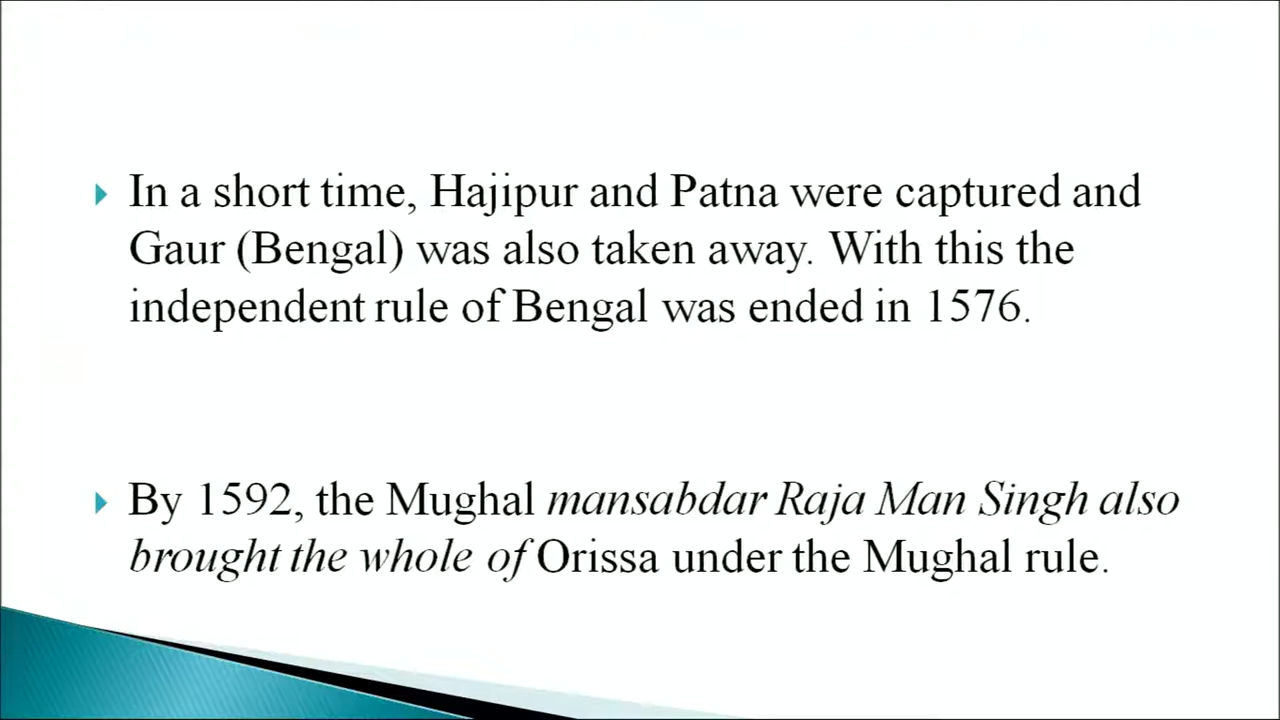 In a short time, Hajipur and Patna were captured and
Gaur (Bengal) was also taken away. With this the
independent rule of Bengal was ended in 1576.
By 1592, the Mughal mansabdar Raja Man Singh also
brought the whole of Orissa under the Mughal rule.